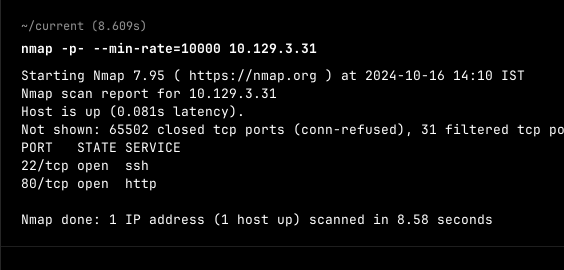 ~/current (8.609s)
nmap -p- --min-rate=10000 10.129.3.31
Starting Nmap 7.95 ( https://nmap.org ) at 2024-10-16 14:10 IST
Nmap scan report for 10.129.3.31
Host is up (0.081s latency).
Not shown: 65502 closed tcp ports (conn-refused), 31 filtered tcp po
PORT   STATE SERVICE
22/tcp open  ssh
80/tcp open  http
Nmap done: 1 IP address (1 host up) scanned in 8.58 seconds